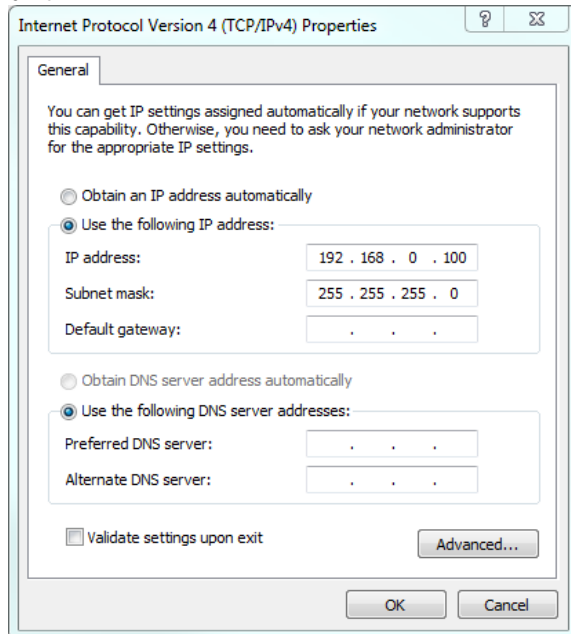 Internet Protocol Version 4 (TCP/IPv4) Properties
General
You can get IP settings assigned automatically if your network supports
this capability. Otherwise, you need to ask your network administrator
for the appropriate IP settings.
Obtain an IP address automatically
Use the following IP address:
IP address: 192 . 168 . 0 . 100
Subnet mask: 255 . 255 . 255 . 0
Default gateway: . . .
Obtain DNS server address automatically
Use the following DNS server addresses:
Preferred DNS server: . . .
Alternate DNS server: . . .
Validate settings upon exit
Advanced...
OK Cancel